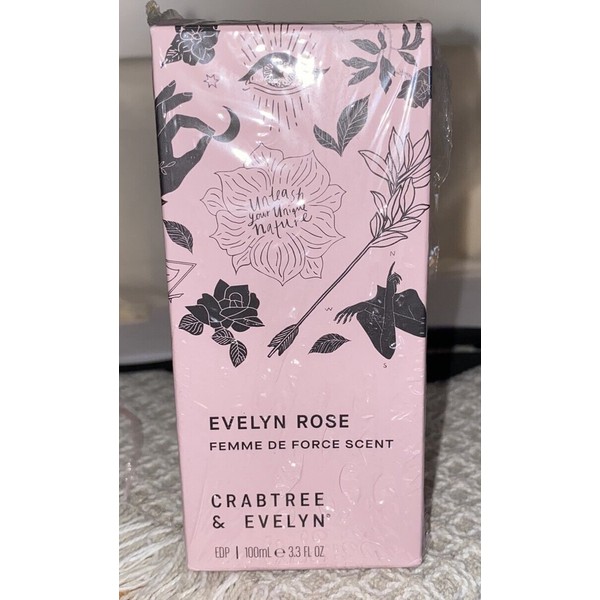 Unleash
your unique
nature
N
W
S
EVELYN ROSE
FEMME DE FORCE SCENT
CRABTREE
& EVELYN®
EDP | 100mL ℮ 3.3 FL OZ